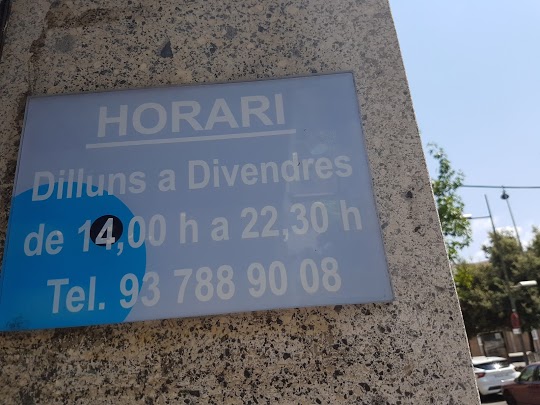 HORARI
Dilluns a Divendres
de 14,00 h a 22,30 h
Tel. 93 788 90 08